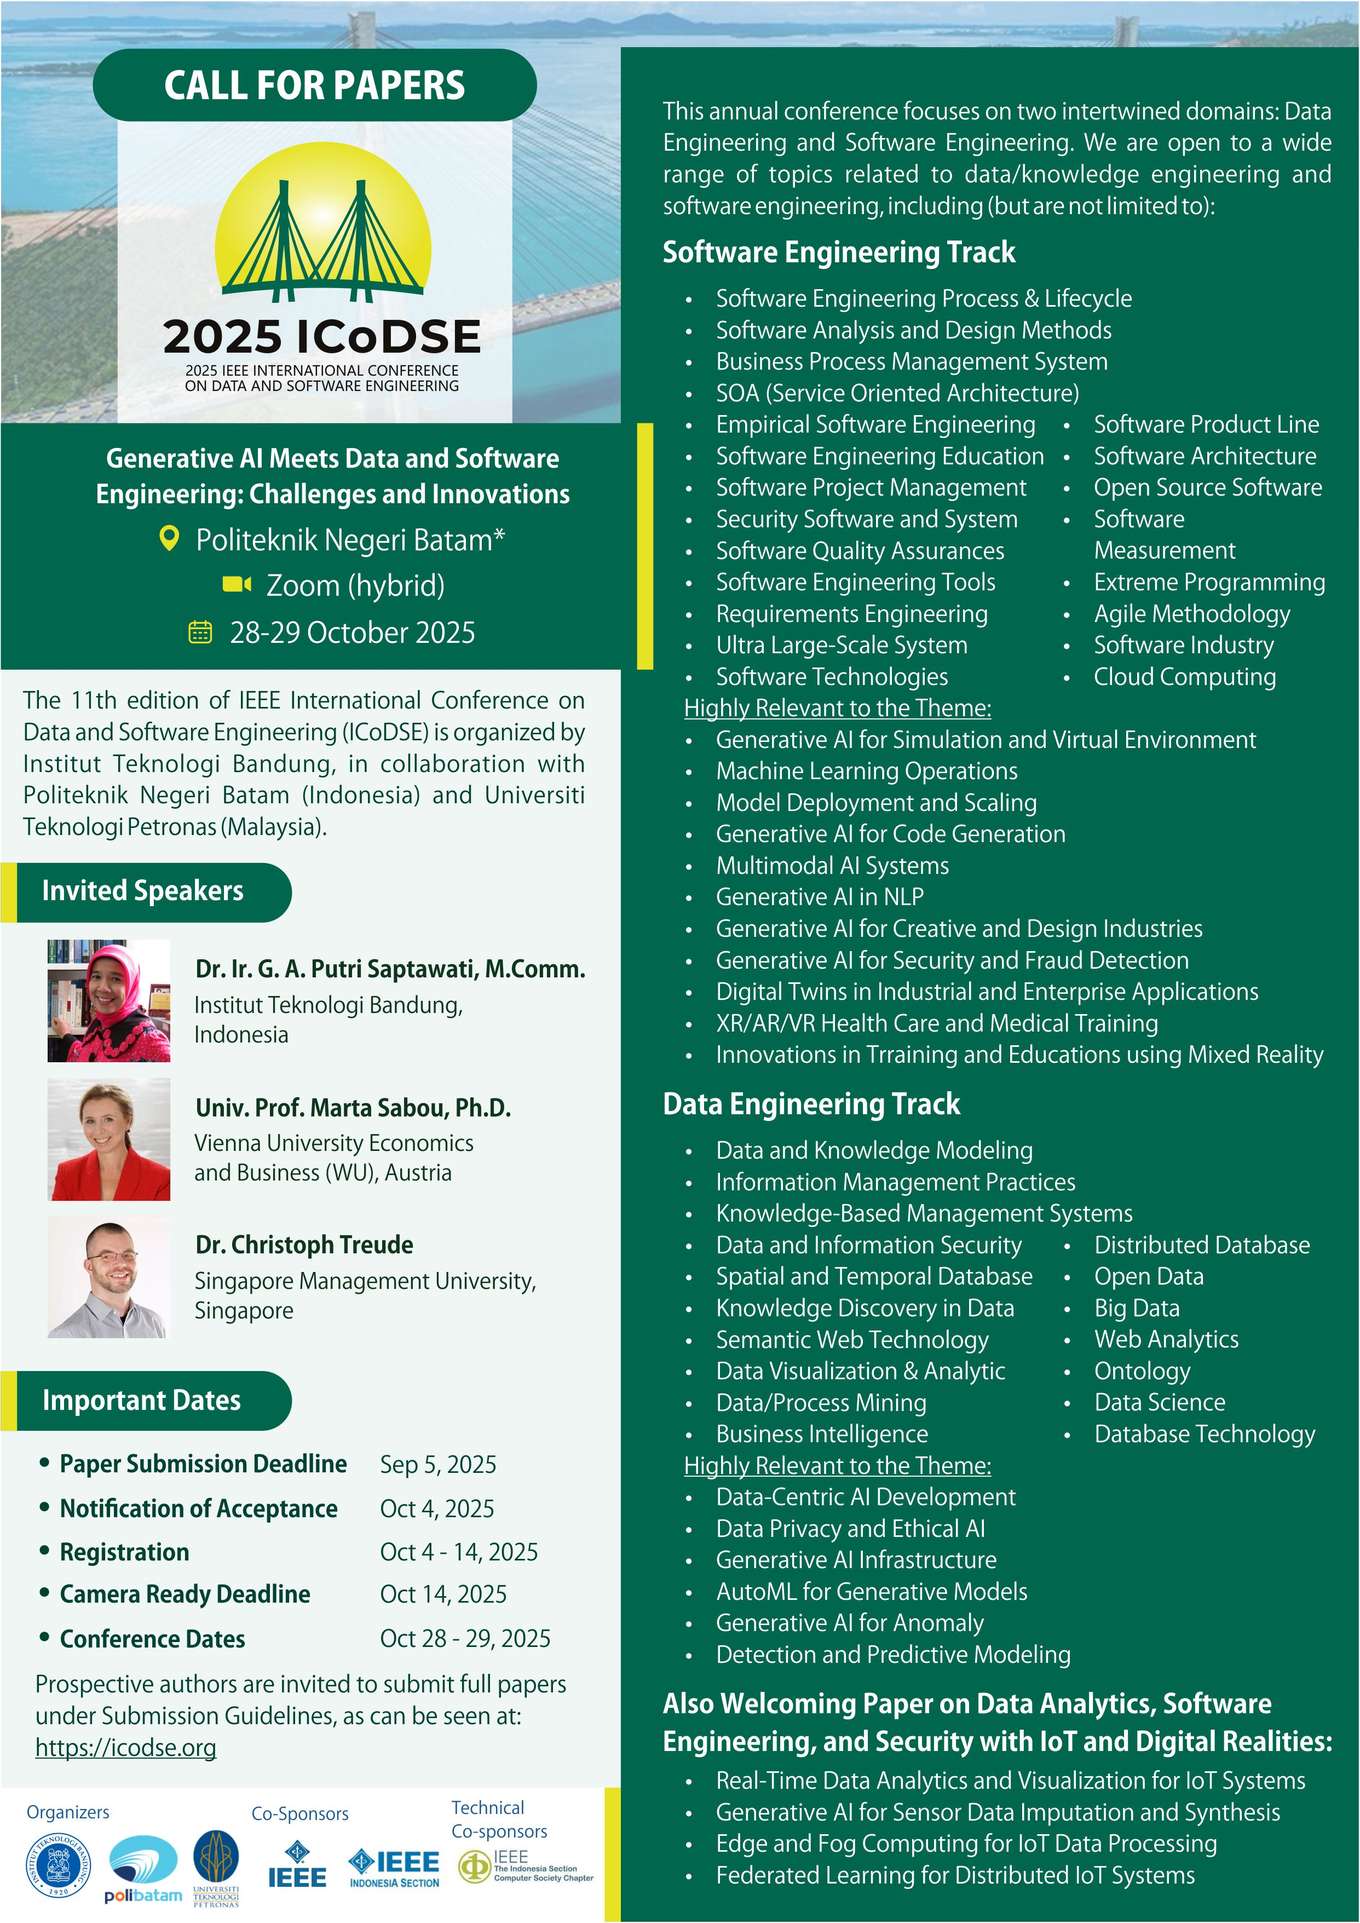 CALL FOR PAPERS
2025 ICoDSE
2025 IEEE INTERNATIONAL CONFERENCE
ON DATA AND SOFTWARE ENGINEERING
Generative AI Meets Data and Software
Engineering: Challenges and Innovations
Politeknik Negeri Batam*
Zoom (hybrid)
28-29 October 2025
The 11th edition of IEEE International Conference on
Data and Software Engineering (ICoDSE) is organized by
Institut Teknologi Bandung, in collaboration with
Politeknik Negeri Batam (Indonesia) and Universiti
Teknologi Petronas (Malaysia).
Invited Speakers
Dr. Ir. G. A. Putri Saptawati, M.Comm.
Institut Teknologi Bandung,
Indonesia
Univ. Prof. Marta Sabou, Ph.D.
Vienna University Economics
and Business (WU), Austria
Dr. Christoph Treude
Singapore Management University,
Singapore
Important Dates
• Paper Submission Deadline Sep 5, 2025
• Notification of Acceptance Oct 4, 2025
• Registration Oct 4 - 14, 2025
• Camera Ready Deadline Oct 14, 2025
• Conference Dates Oct 28 - 29, 2025
Prospective authors are invited to submit full papers
under Submission Guidelines, as can be seen at:
https://icodse.org
Organizers
INSTITUT TEKNOLOGI BANDUNG
1920
polibatam
UNIVERSITI
TEKNOLOGI
PETRONAS
Co-Sponsors
IEEE
IEEE
INDONESIA SECTION
Technical
Co-sponsors
IEEE
The Indonesia Section
Computer Society Chapter
This annual conference focuses on two intertwined domains: Data
Engineering and Software Engineering. We are open to a wide
range of topics related to data/knowledge engineering and
software engineering, including (but are not limited to):
Software Engineering Track
• Software Engineering Process & Lifecycle
• Software Analysis and Design Methods
• Business Process Management System
• SOA (Service Oriented Architecture)
• Empirical Software Engineering
• Software Engineering Education
• Software Project Management
• Security Software and System
• Software Quality Assurances
• Software Engineering Tools
• Requirements Engineering
• Ultra Large-Scale System
• Software Technologies
• Software Product Line
• Software Architecture
• Open Source Software
• Software
Measurement
• Extreme Programming
• Agile Methodology
• Software Industry
• Cloud Computing
Highly Relevant to the Theme:
• Generative AI for Simulation and Virtual Environment
• Machine Learning Operations
• Model Deployment and Scaling
• Generative AI for Code Generation
• Multimodal AI Systems
• Generative AI in NLP
• Generative AI for Creative and Design Industries
• Generative AI for Security and Fraud Detection
• Digital Twins in Industrial and Enterprise Applications
• XR/AR/VR Health Care and Medical Training
• Innovations in Trraining and Educations using Mixed Reality
Data Engineering Track
• Data and Knowledge Modeling
• Information Management Practices
• Knowledge-Based Management Systems
• Data and Information Security
• Spatial and Temporal Database
• Knowledge Discovery in Data
• Semantic Web Technology
• Data Visualization & Analytic
• Data/Process Mining
• Business Intelligence
• Distributed Database
• Open Data
• Big Data
• Web Analytics
• Ontology
• Data Science
• Database Technology
Highly Relevant to the Theme:
• Data-Centric AI Development
• Data Privacy and Ethical AI
• Generative AI Infrastructure
• AutoML for Generative Models
• Generative AI for Anomaly
• Detection and Predictive Modeling
Also Welcoming Paper on Data Analytics, Software
Engineering, and Security with IoT and Digital Realities:
• Real-Time Data Analytics and Visualization for IoT Systems
• Generative AI for Sensor Data Imputation and Synthesis
• Edge and Fog Computing for IoT Data Processing
• Federated Learning for Distributed IoT Systems